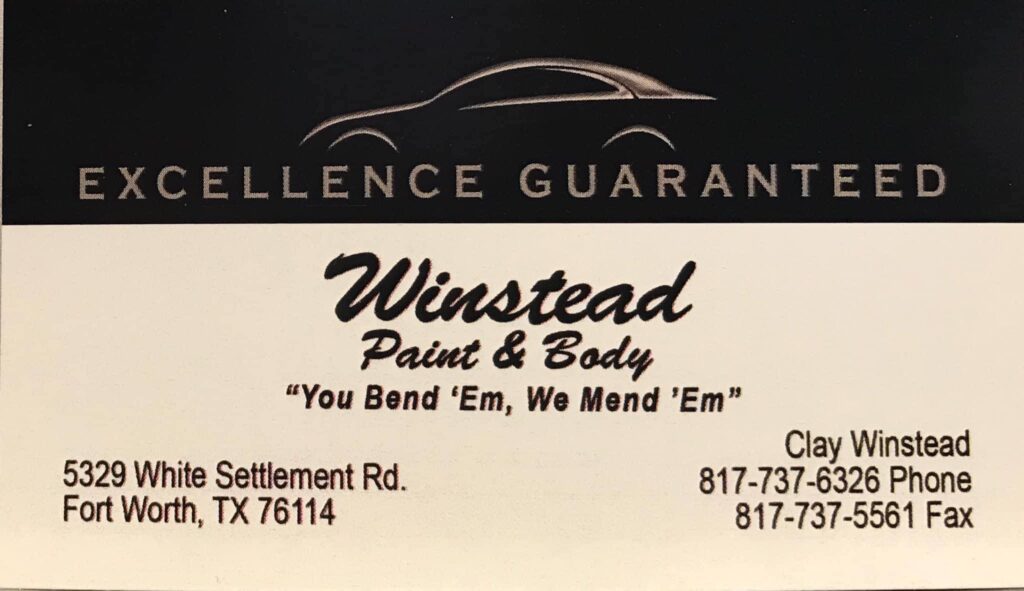 EXCELLENCE GUARANTEED
Winstead
Paint & Body
“You Bend ‘Em, We Mend ’Em”
5329 White Settlement Rd.
Fort Worth, TX 76114
Clay Winstead
817-737-6326 Phone
817-737-5561 Fax